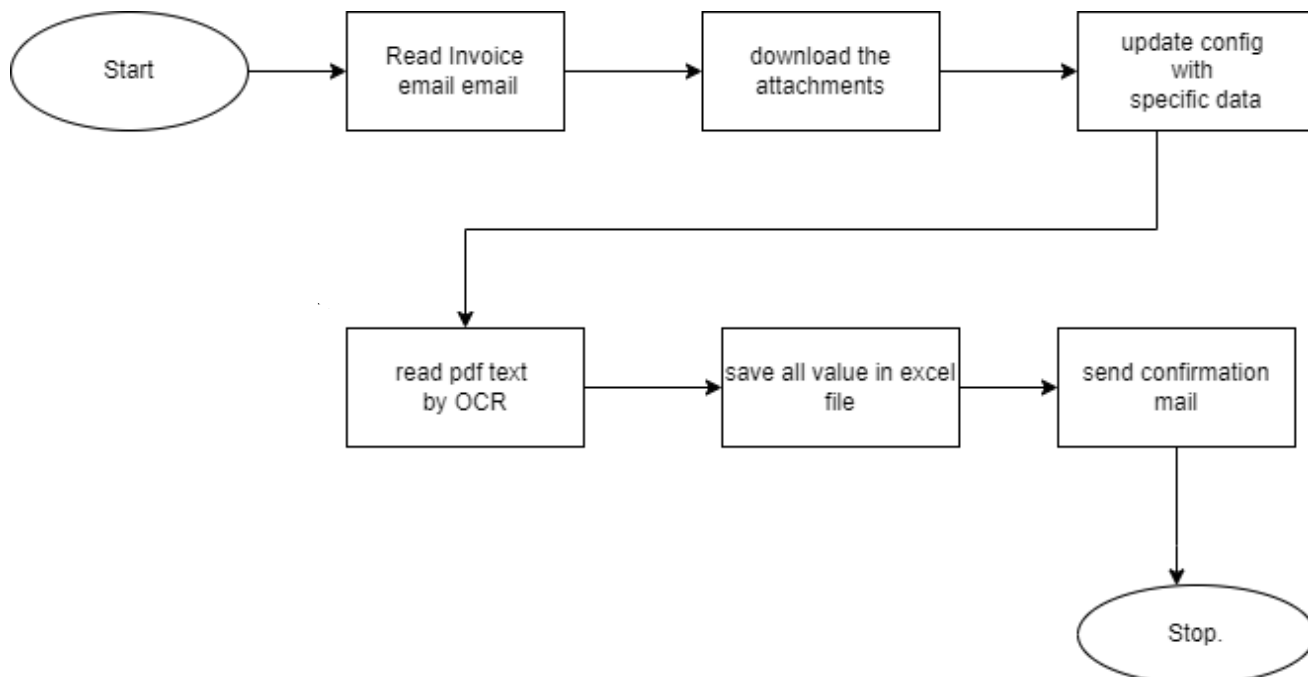 Start
Read Invoice
email email
download the
attachments
update config
with
specific data
read pdf text
by OCR
save all value in excel
file
send confirmation
mail
Stop.